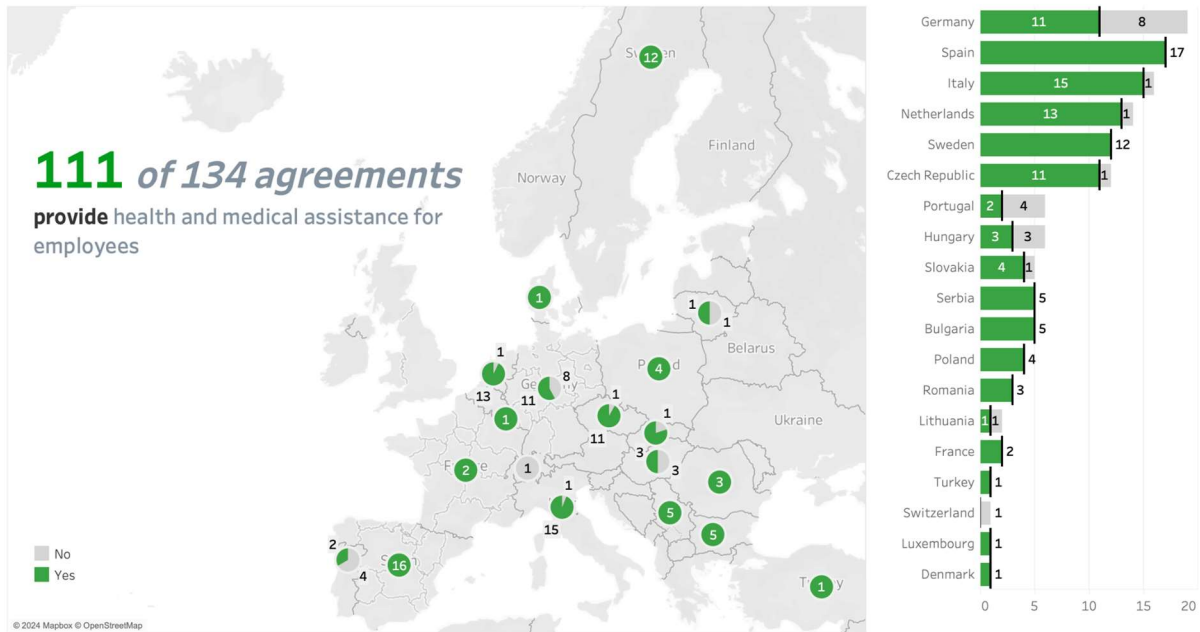 111 of 134 agreements
provide health and medical assistance for
employees
Sweden
12
Finland
Norway
1
1
1
Belarus
Poland
4
1
13
Germany
8
11
Ukraine
1
1
11
1
3
3
France
2
1
3
1
15
5
5
2
4
Spain
16
Turkey
1
No
Yes
© 2024 Mapbox © OpenStreetMap
Germany 11 8
Spain 17
Italy 15 1
Netherlands 13 1
Sweden 12
Czech Republic 11 1
Portugal 2 4
Hungary 3 3
Slovakia 4 1
Serbia 5
Bulgaria 5
Poland 4
Romania 3
Lithuania 1 1
France 2
Turkey 1
Switzerland 1
Luxembourg 1
Denmark 1
0 5 10 15 20